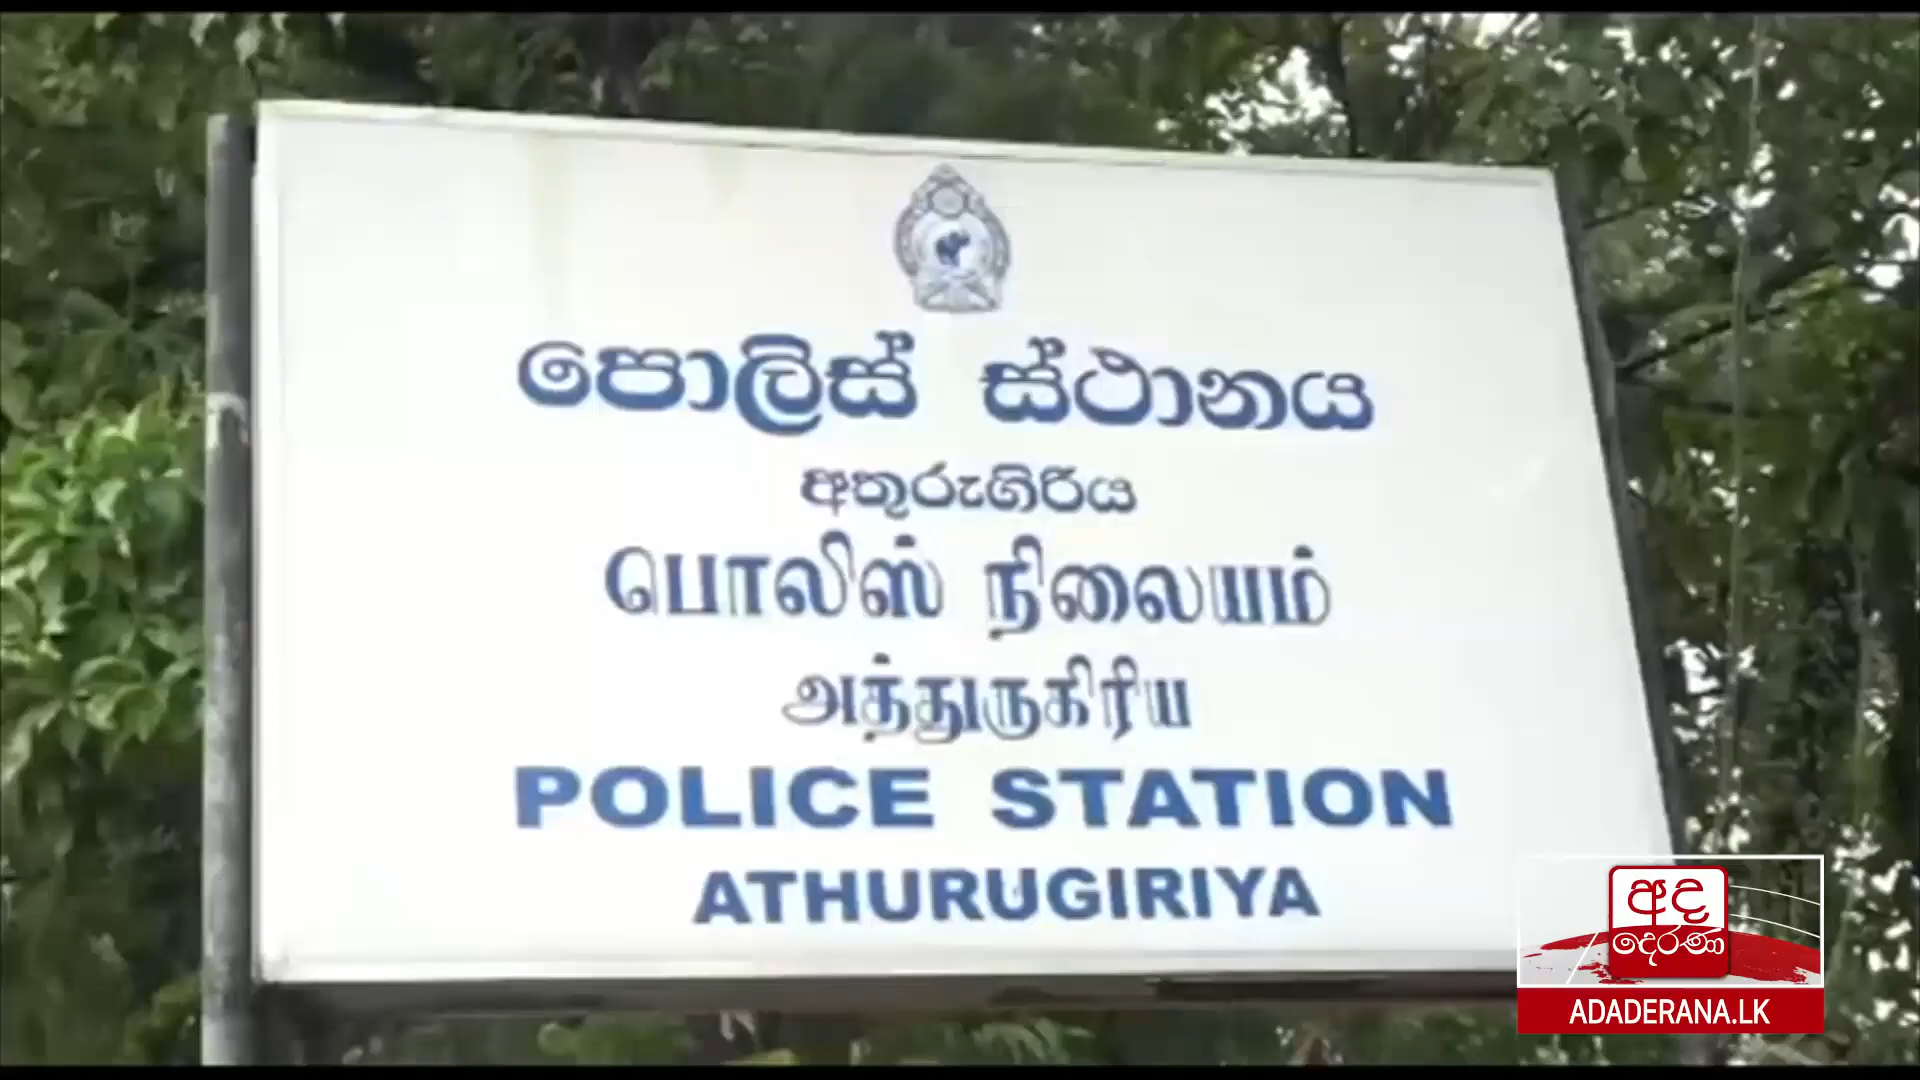 පොලිස් ස්ථානය
අතුරුගිරිය
பொலிஸ் நிலையம்
அத்துருகிரிய
POLICE STATION
ATHURUGIRIYA
අද
දෙරණ
ADADERANA.LK